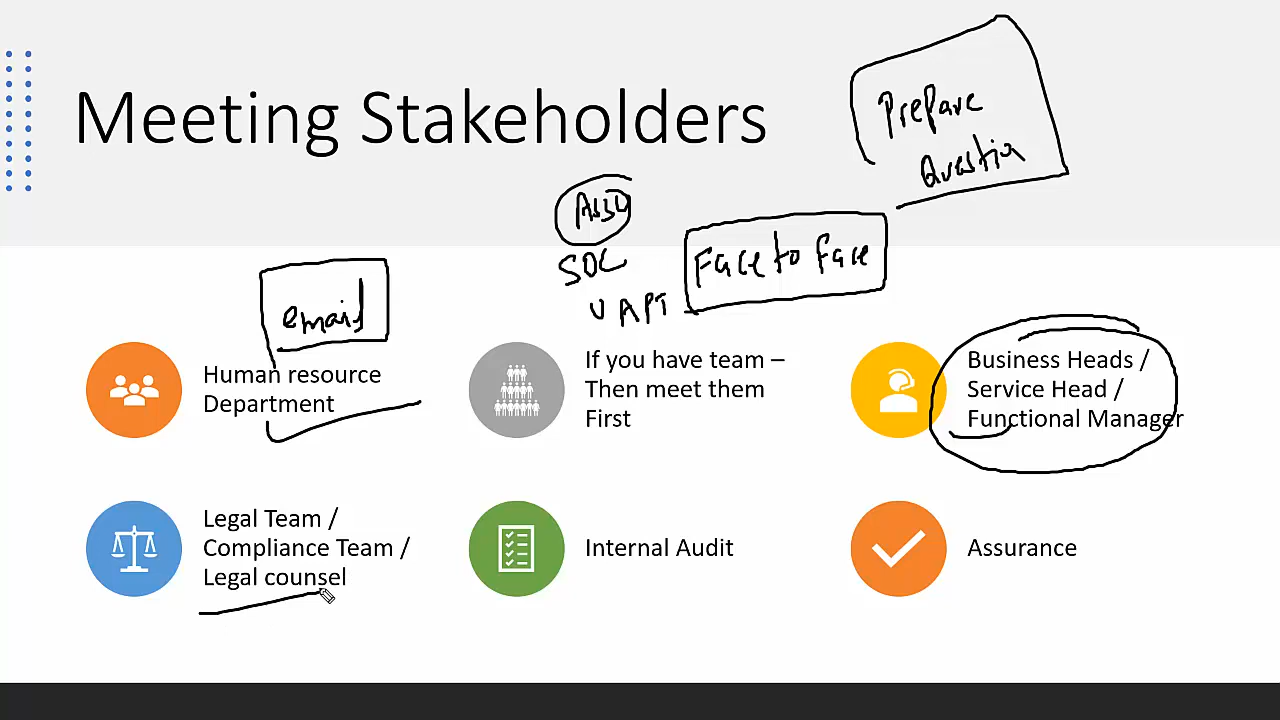 Meeting Stakeholders
Prepare
Question
SOC
Face to Face
VAPT
email
Human resource
Department
If you have team –
Then meet them
First
Business Heads /
Service Head /
Functional Manager
Legal Team /
Compliance Team /
Legal counsel
Internal Audit
Assurance